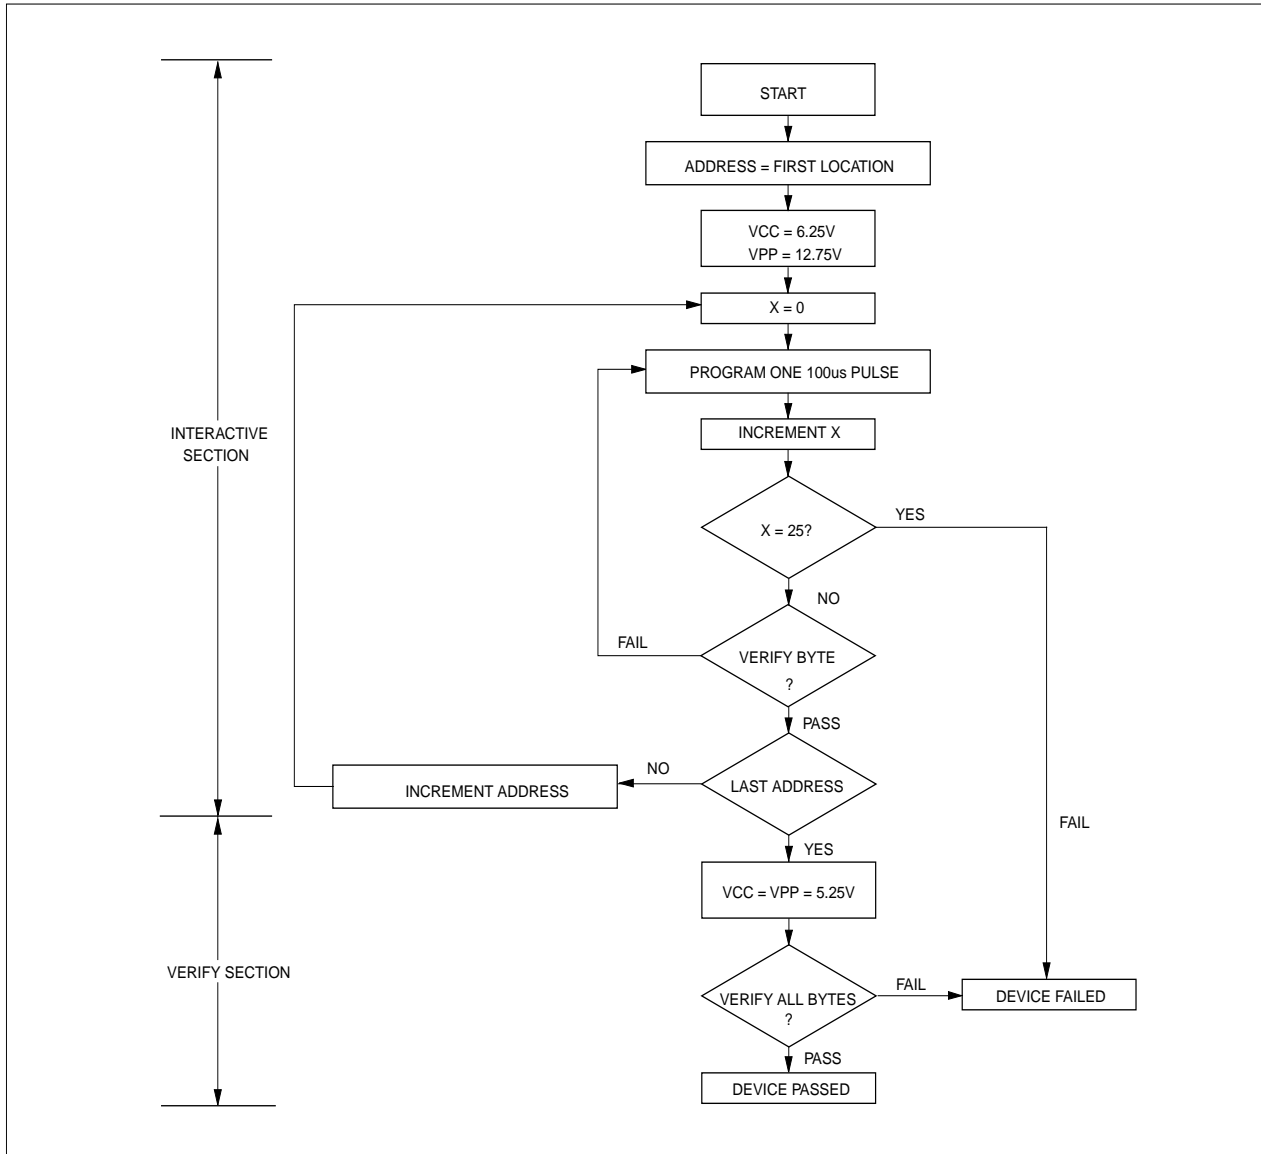 START
ADDRESS = FIRST LOCATION
VCC = 6.25V
VPP = 12.75V
X = 0
PROGRAM ONE 100us PULSE
INTERACTIVE
SECTION
INCREMENT X
X = 25?
YES
NO
FAIL
VERIFY BYTE
?
PASS
NO
LAST ADDRESS
INCREMENT ADDRESS
FAIL
YES
VCC = VPP = 5.25V
VERIFY SECTION
VERIFY ALL BYTES
?
FAIL
DEVICE FAILED
PASS
DEVICE PASSED